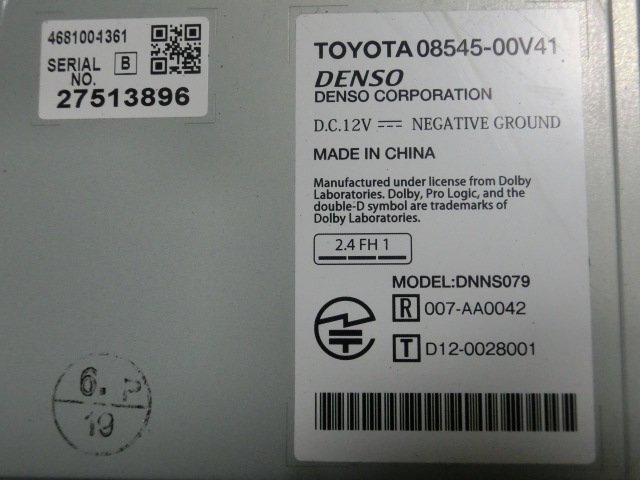 4681004361
SERIAL B
NO.
27513896
TOYOTA 08545-00V41
DENSO
DENSO CORPORATION
D.C.12V NEGATIVE GROUND
MADE IN CHINA
Manufactured under license from Dolby
Laboratories. Dolby, Pro Logic, and the
double-D symbol are trademarks of
Dolby Laboratories.
2.4 FH 1
MODEL:DNNS079
R 007-AA0042
T D12-0028001
6. P
19